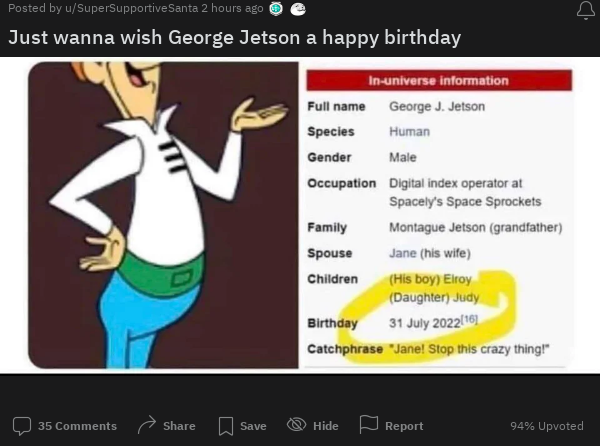 Posted by u/SuperSupportiveSanta 2 hours ago
Just wanna wish George Jetson a happy birthday
In-universe information
Full name George J. Jetson
Species Human
Gender Male
Occupation Digital index operator at
Spacely's Space Sprockets
Family Montague Jetson (grandfather)
Spouse Jane (his wife)
Children (His boy) Elroy
(Daughter) Judy
Birthday 31 July 2022[16]
Catchphrase "Jane! Stop this crazy thing!"
35 Comments Share Save Hide Report 94% Upvoted